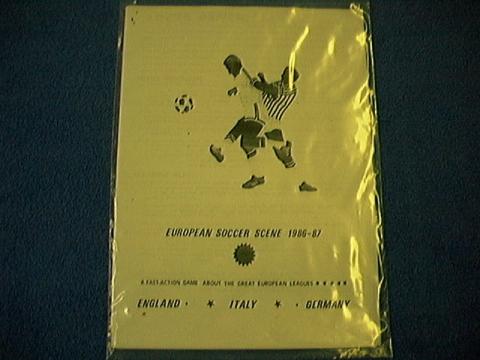 EUROPEAN SOCCER SCENE 1986-87
A FAST-ACTION GAME ABOUT THE GREAT EUROPEAN LEAGUES
ENGLAND ITALY GERMANY